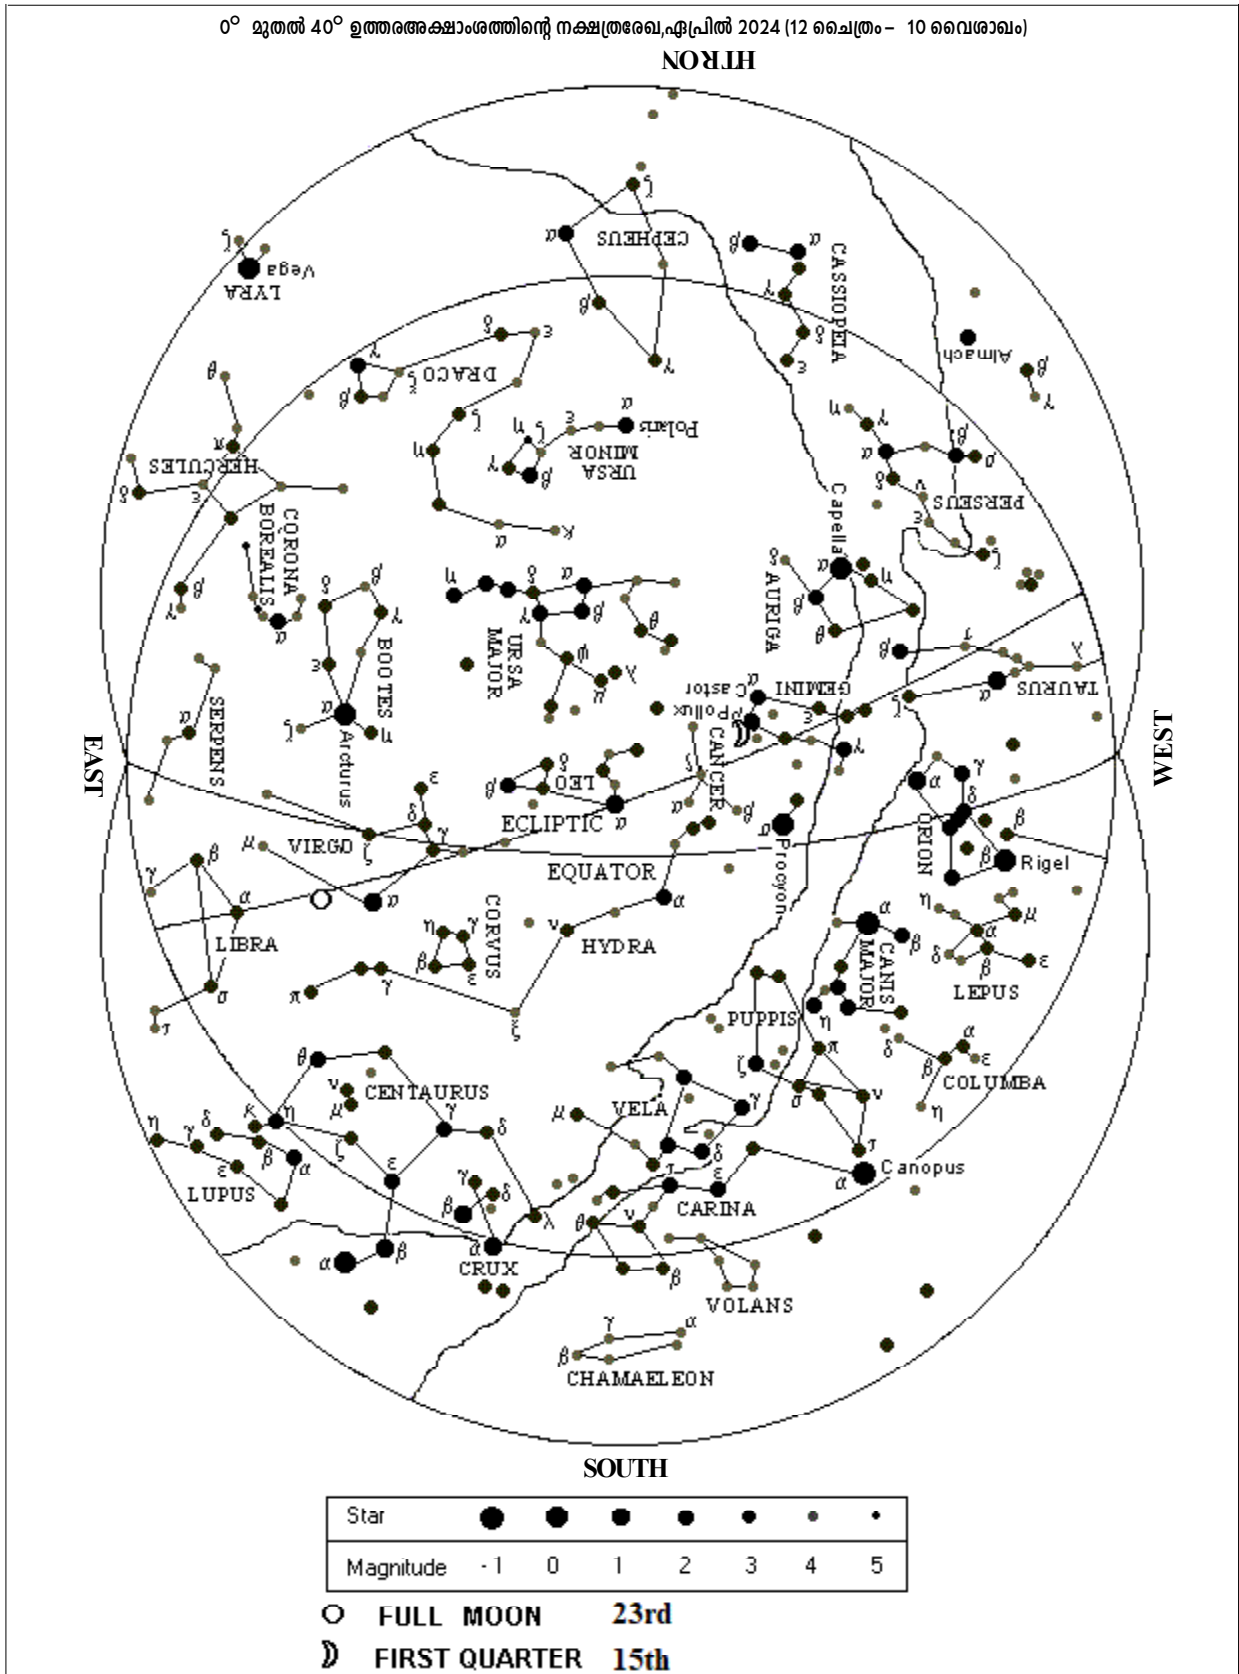 0° മുതൽ 40° ഉത്തരഅക്ഷാംശത്തിന്റെ നക്ഷത്രരേഖ,ഏപ്രിൽ 2024 (12 ചൈത്രം – 10 വൈശാഖം)
NORTH
ζ
α
CEPHEUS
β
α
CASSIOPEIA
ζ
Vega
LYRA
γ
β
δ
ε
γ
δ
ε
Almach
β
γ
γ
DRACO
ξ
β
θ
ζ
η
α
Polaris
ε
ζ
η
URSA
MINOR
γ
β
η
γ
α
β
ρ
δ
ν
PERSEUS
ε
ζ
π
HERCULES
δ
ε
β
γ
CORONA
BOREALIS
α
κ
α
Capella
α
δ
η
AURIGA
β
θ
δ
β
γ
BOOTES
ε
α
ζ
η
Arcturus
η
δ
α
γ
β
URSA
MAJOR
θ
ψ
λ
μ
β
τ
λ
TAURUS
α
ζ
α
Castor
Pollux
β
GEMINI
ε
γ
SERPENS
α
EAST
WEST
CANCER
δ
α
β
LEO
δ
β
ECLIPTIC
α
ε
δ
γ
VIRGO
ζ
μ
α
EQUATOR
α
Procyon
α
γ
δ
ORION
β
β
Rigel
γ
β
α
LIBRA
σ
τ
α
ν
HYDRA
η
γ
CORVUS
β
ε
π
γ
ξ
α
β
CANIS
MAJOR
η
η
μ
α
δ
β
ε
LEPUS
PUPPIS
ζ
π
σ
ν
τ
δ
α
β
ε
COLUMBA
η
θ
ν
CENTAURUS
μ
κ
η
γ
δ
ζ
ε
η
γ
δ
β
α
ε
LUPUS
μ
VELA
γ
δ
τ
ε
CARINA
α
Canopus
γ
β
δ
λ
α
CRUX
θ
ν
β
α
β
VOLANS
γ
α
β
CHAMAELEON
SOUTH
Star
Magnitude -1 0 1 2 3 4 5
FULL MOON 23rd
FIRST QUARTER 15th